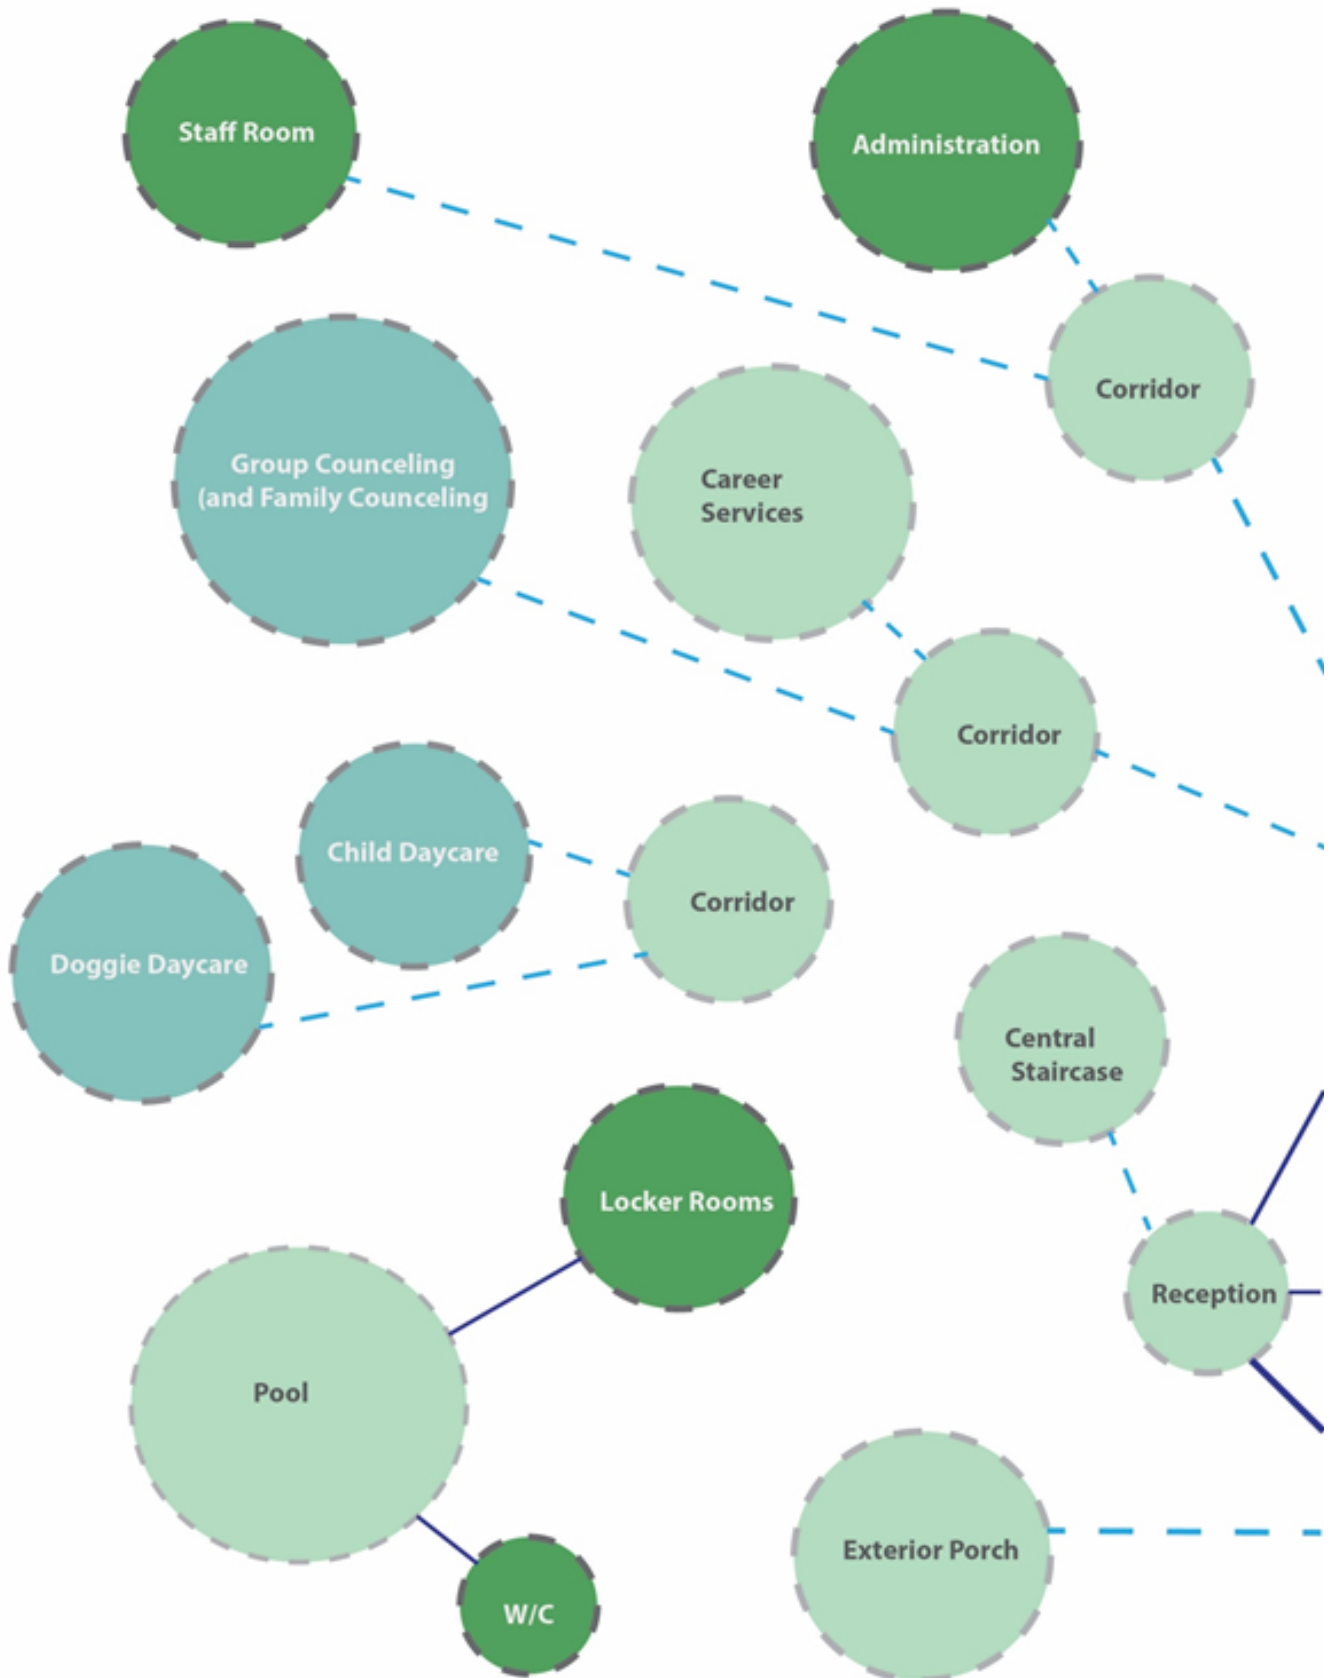 Staff Room
Administration
Corridor
Group Counceling
(and Family Counceling
Career
Services
Corridor
Child Daycare
Corridor
Doggie Daycare
Central
Staircase
Locker Rooms
Reception
Pool
Exterior Porch
W/C